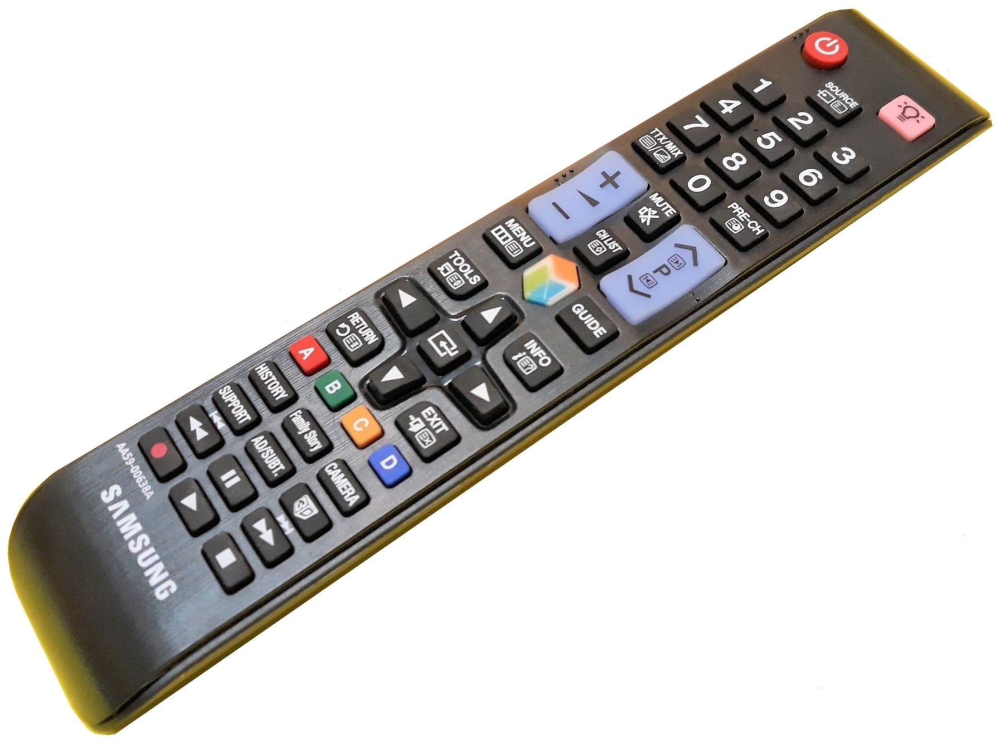 SOURCE
1
2
3
4
5
6
7
8
9
TTX/MIX
0
PRE-CH
+
−
MUTE
CH LIST
P
MENU
GUIDE
TOOLS
INFO
RETURN
EXIT
A
B
C
D
HISTORY
Family Story
CAMERA
SUPPORT
AD/SUBT.
3D
AA59-00638A
SAMSUNG